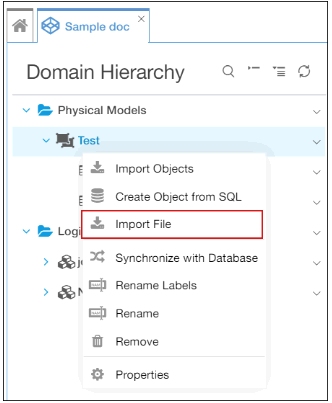 Sample doc
Domain Hierarchy
Physical Models
Test
Import Objects
Create Object from SQL
Import File
Synchronize with Database
Rename Labels
Rename
Remove
Properties